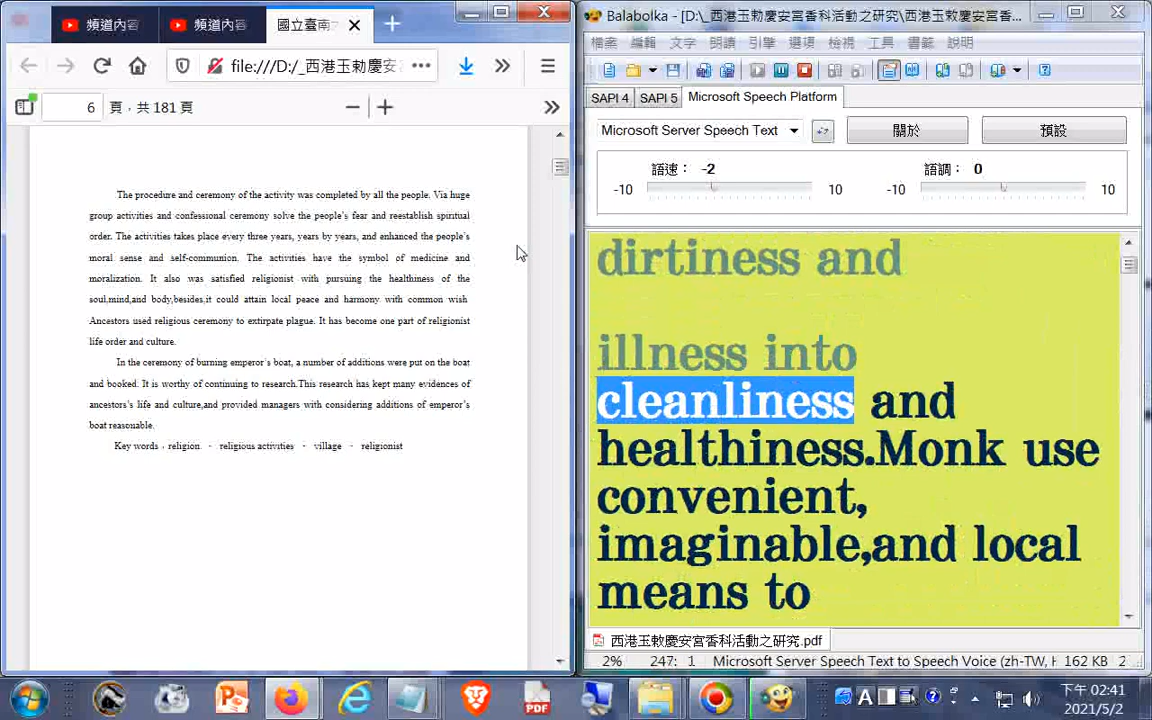 頻道內容
頻道內容
國立臺南
file:///D:/_西港玉勅慶安
6 頁，共 181 頁
The procedure and ceremony of the activity was completed by all the people. Via huge
group activities and confessional ceremony solve the people's fear and reestablish spiritual
order. The activities takes place every three years, years by years, and enhanced the people's
moral sense and self-communion. The activities have the symbol of medicine and
moralization. It also was satisfied religionist with pursuing the healthiness of the
soul,mind,and body,besides,it could attain local peace and harmony with common wish
Ancestors used religious ceremony to extirpate plague. It has become one part of religionist
life order and culture.
In the ceremony of burning emperor's boat, a number of additions were put on the boat
and booked. It is worthy of continuing to research.This research has kept many evidences of
ancestors's life and culture,and provided managers with considering additions of emperor's
boat reasonable.
Key words，religion 、 religious activities 、 village 、 religionist
Balabolka - [D:\_西港玉勅慶安宮香科活動之研究\西港玉敕慶安宮香...
檔案 編輯 文字 朗讀 引擎 選項 檢視 工具 書籤 說明
SAPI 4 SAPI 5 Microsoft Speech Platform
Microsoft Server Speech Text 關於 預設
語速： -2 語調： 0
-10 10 -10 10
dirtiness and
illness into
cleanliness and
healthiness.Monk use
convenient,
imaginable,and local
means to
西港玉敕慶安宮香科活動之研究.pdf
2% 247: 1 Microsoft Server Speech Text to Speech Voice (zh-TW, H 162 KB 2
PDF
下午 02:41
2021/5/2